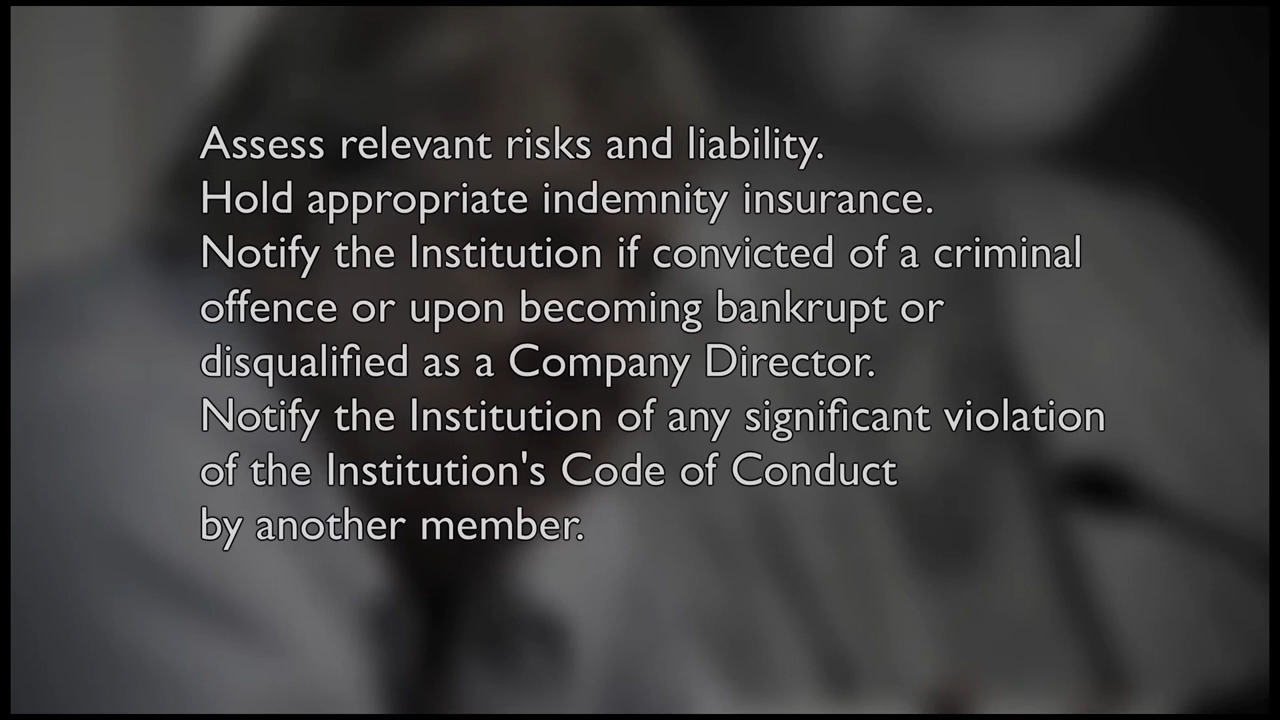 Assess relevant risks and liability.
Hold appropriate indemnity insurance.
Notify the Institution if convicted of a criminal
offence or upon becoming bankrupt or
disqualified as a Company Director.
Notify the Institution of any significant violation
of the Institution's Code of Conduct
by another member.